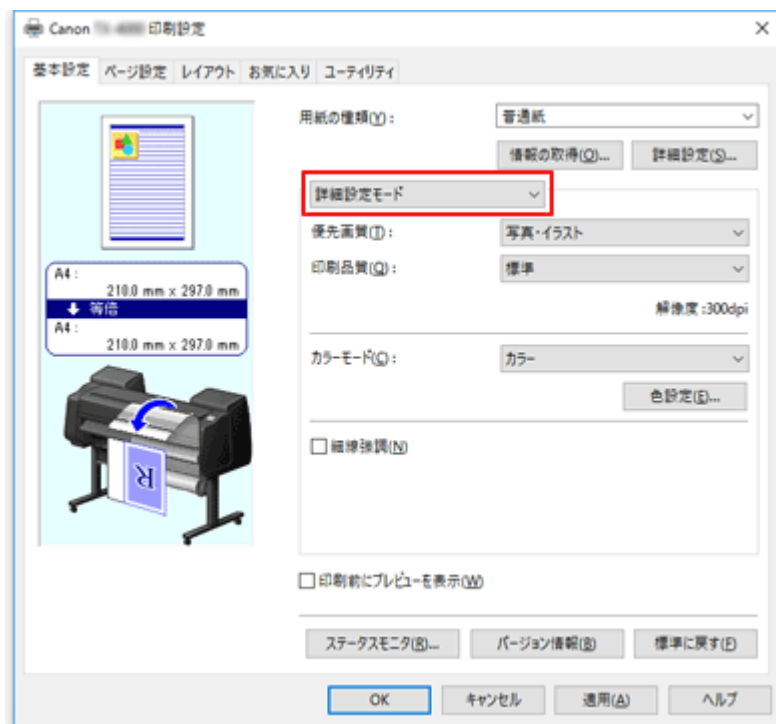 Canon 印刷設定
基本設定 ページ設定 レイアウト お気に入り ユーティリティ
用紙の種類(Y): 普通紙
情報の取得(O)... 詳細設定(S)...
詳細設定モード
優先画質(T): 写真・イラスト
印刷品質(Q): 標準
解像度:300dpi
カラーモード(C): カラー
色設定(E)...
細線強調(N)
A4:
210.0 mm x 297.0 mm
等倍
A4:
210.0 mm x 297.0 mm
R
印刷前にプレビューを表示(W)
ステータスモニタ(R)... バージョン情報(B) 標準に戻す(F)
OK キャンセル 適用(A) ヘルプ